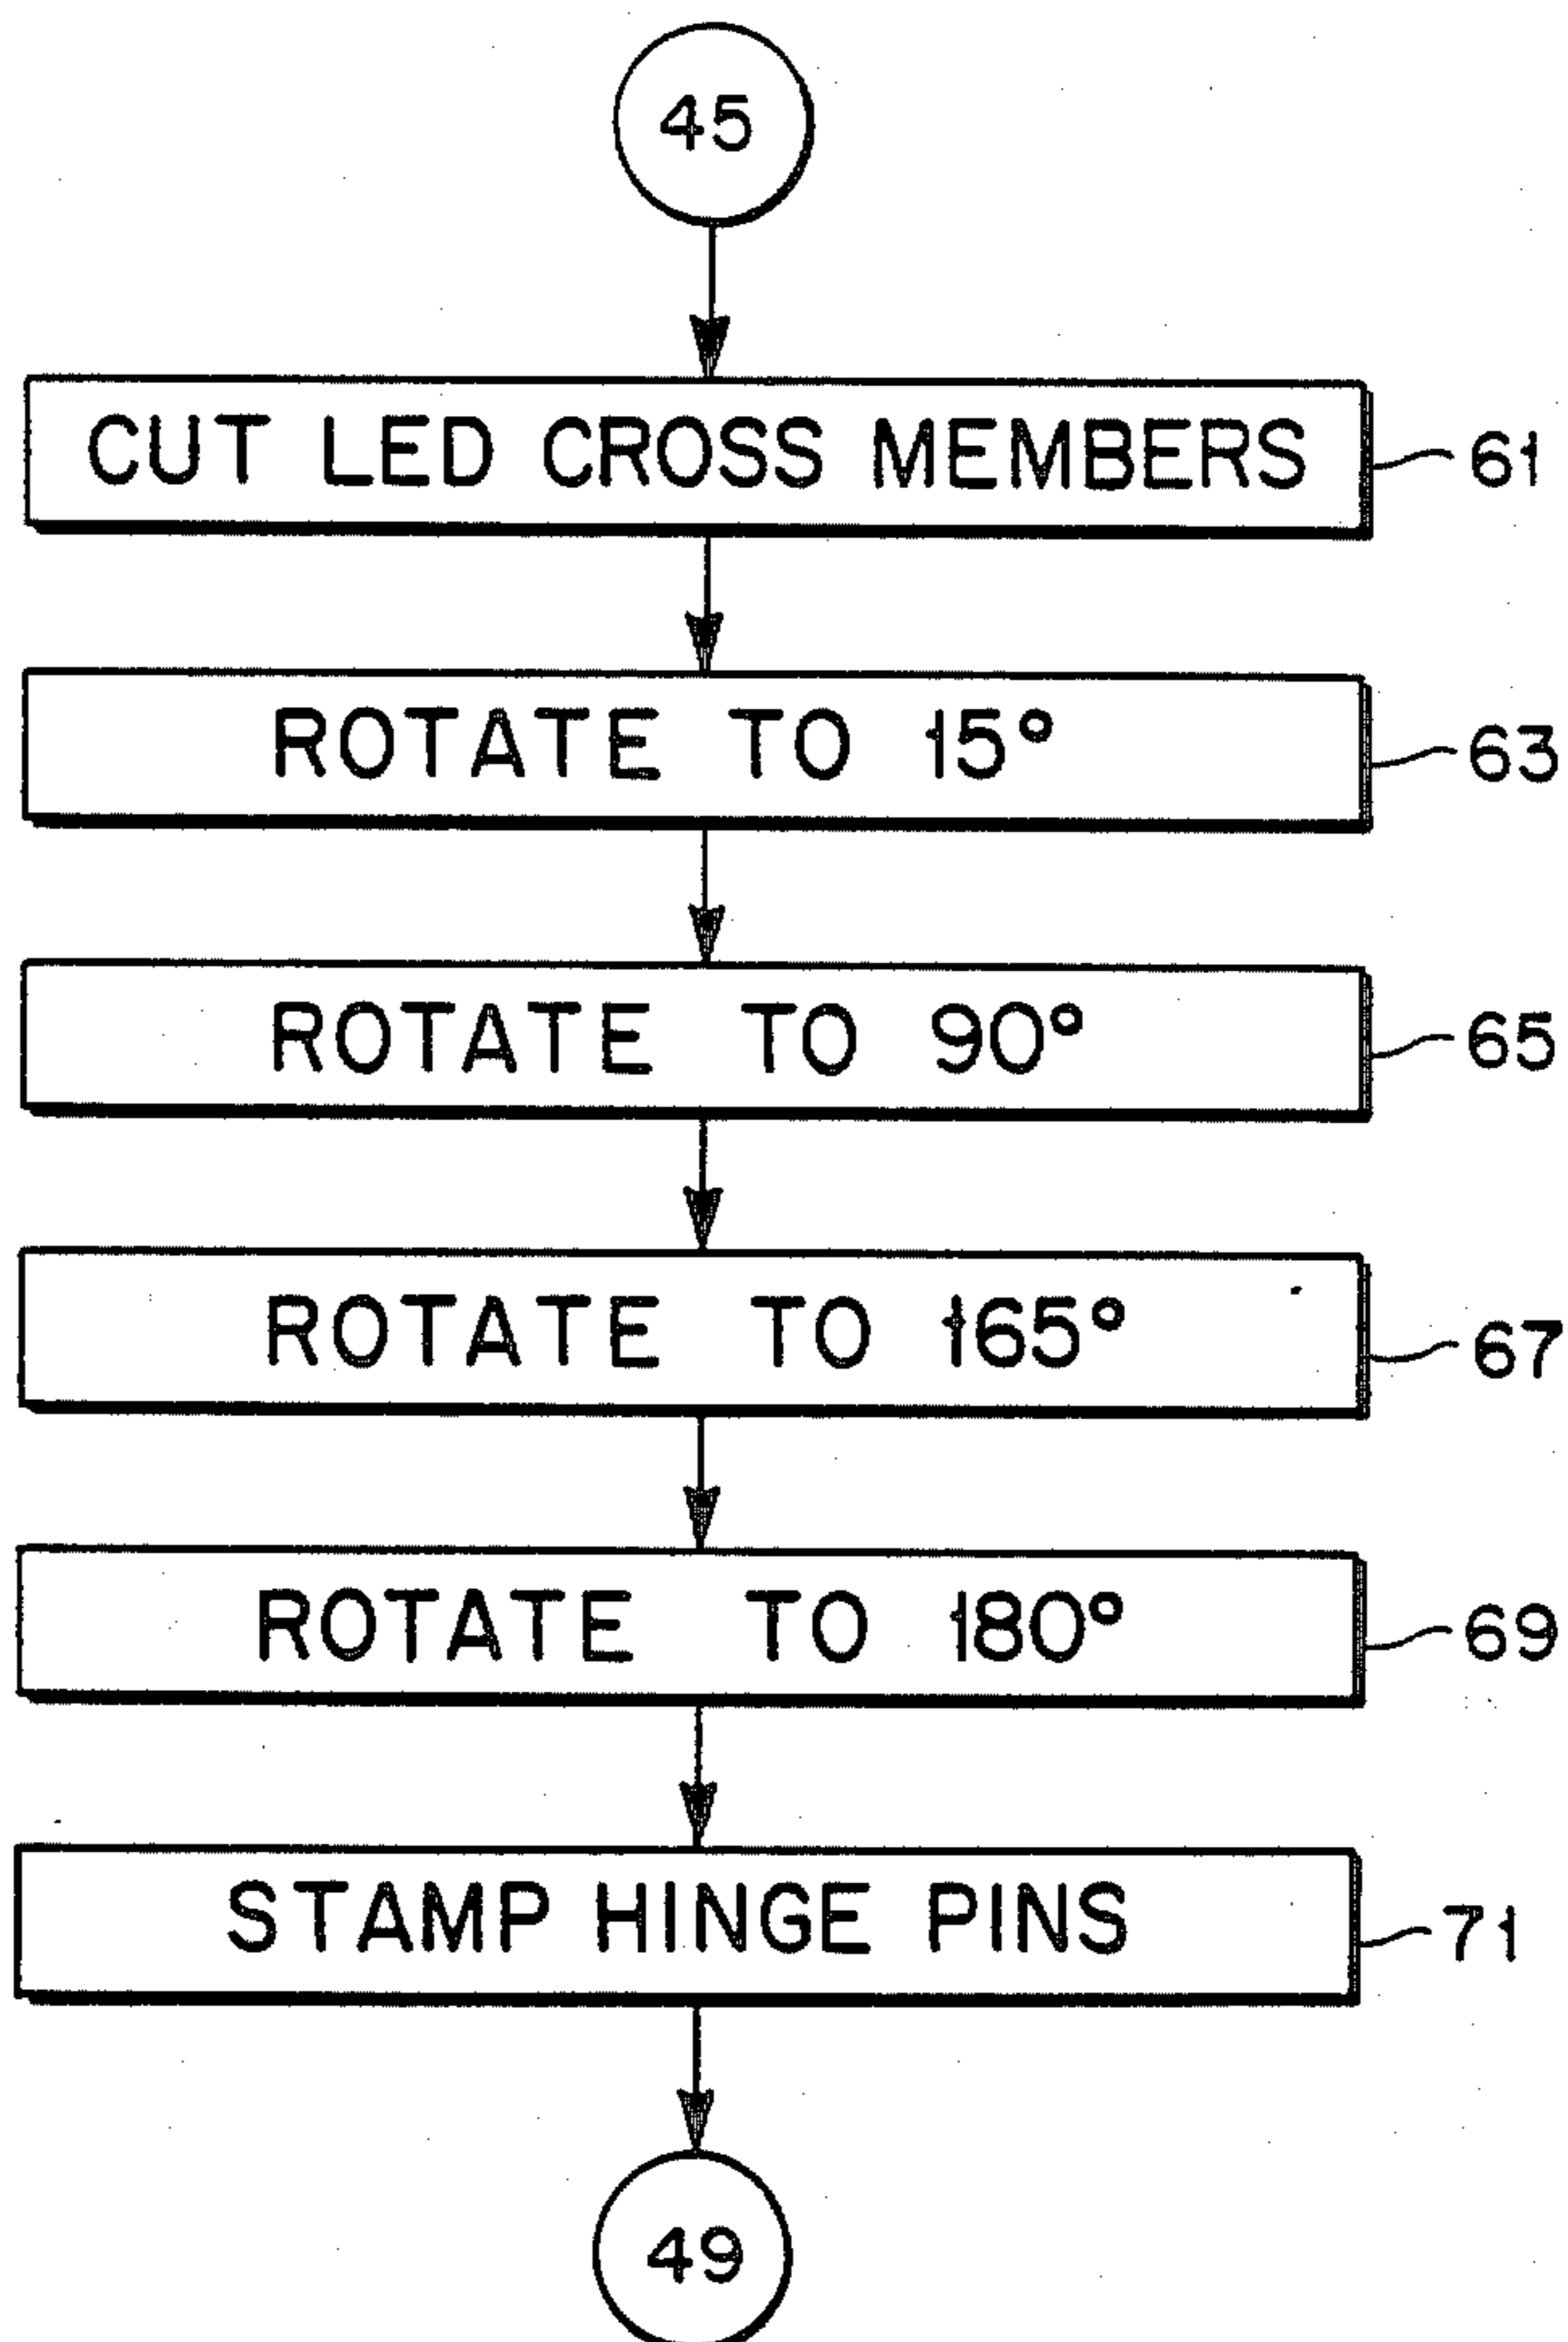 45
CUT LED CROSS MEMBERS 61
ROTATE TO 15° 63
ROTATE TO 90° 65
ROTATE TO 165° 67
ROTATE TO 180° 69
STAMP HINGE PINS 71
49